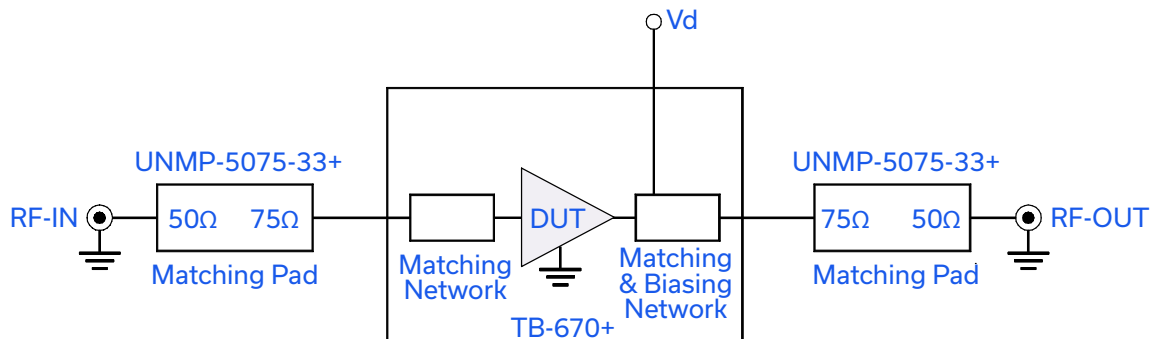 Vd
UNMP-5075-33+
UNMP-5075-33+
RF-IN
50Ω
75Ω
DUT
75Ω
50Ω
RF-OUT
Matching Pad
Matching
Network
Matching
& Biasing
Network
Matching Pad
TB-670+